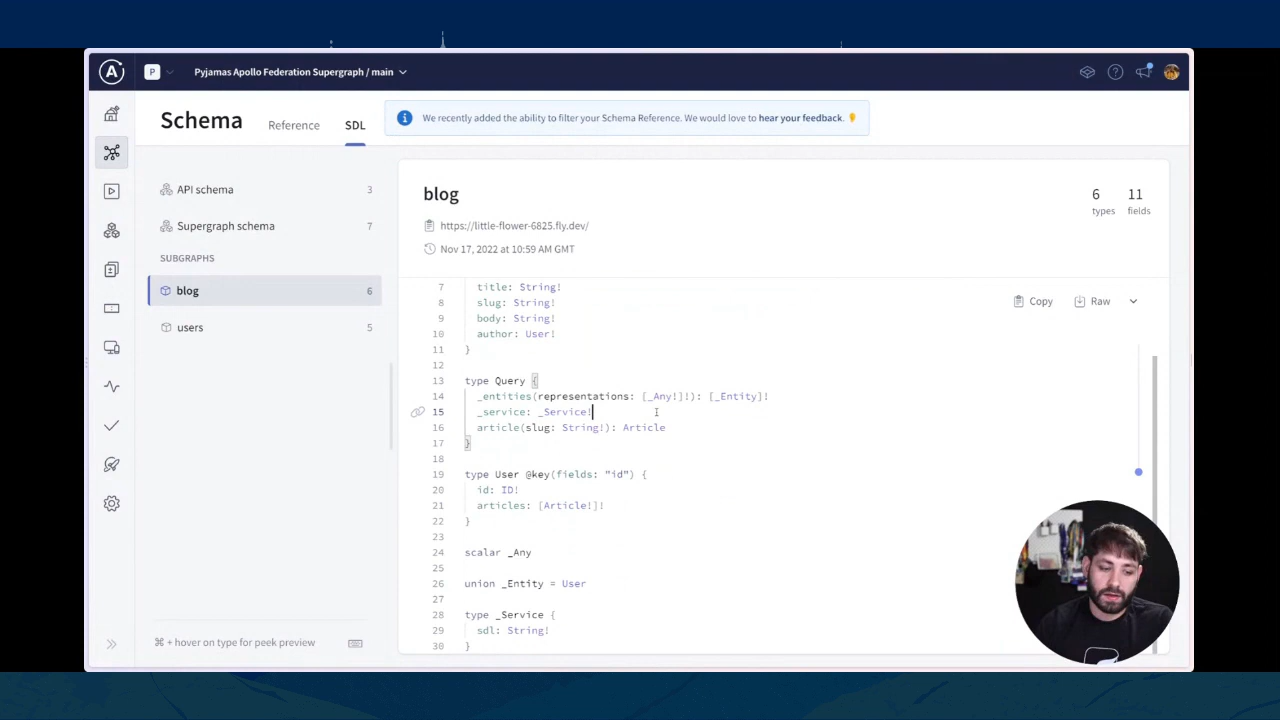 A
P
Pyjamas Apollo Federation Supergraph / main
Schema
Reference
SDL
We recently added the ability to filter your Schema Reference. We would love to hear your feedback.
API schema 3
Supergraph schema 7
SUBGRAPHS
blog 6
users 5
⌘ + hover on type for peek preview
blog
https://little-flower-6825.fly.dev/
Nov 17, 2022 at 10:59 AM GMT
6 types
11 fields
Copy
Raw
7 title: String!
8 slug: String!
9 body: String!
10 author: User!
11 }
12
13 type Query {
14 _entities(representations: [_Any!]!): [_Entity]!
15 _service: _Service!
16 article(slug: String!): Article
17 }
18
19 type User @key(fields: "id") {
20 id: ID!
21 articles: [Article!]!
22 }
23
24 scalar _Any
25
26 union _Entity = User
27
28 type _Service {
29 sdl: String!
30 }